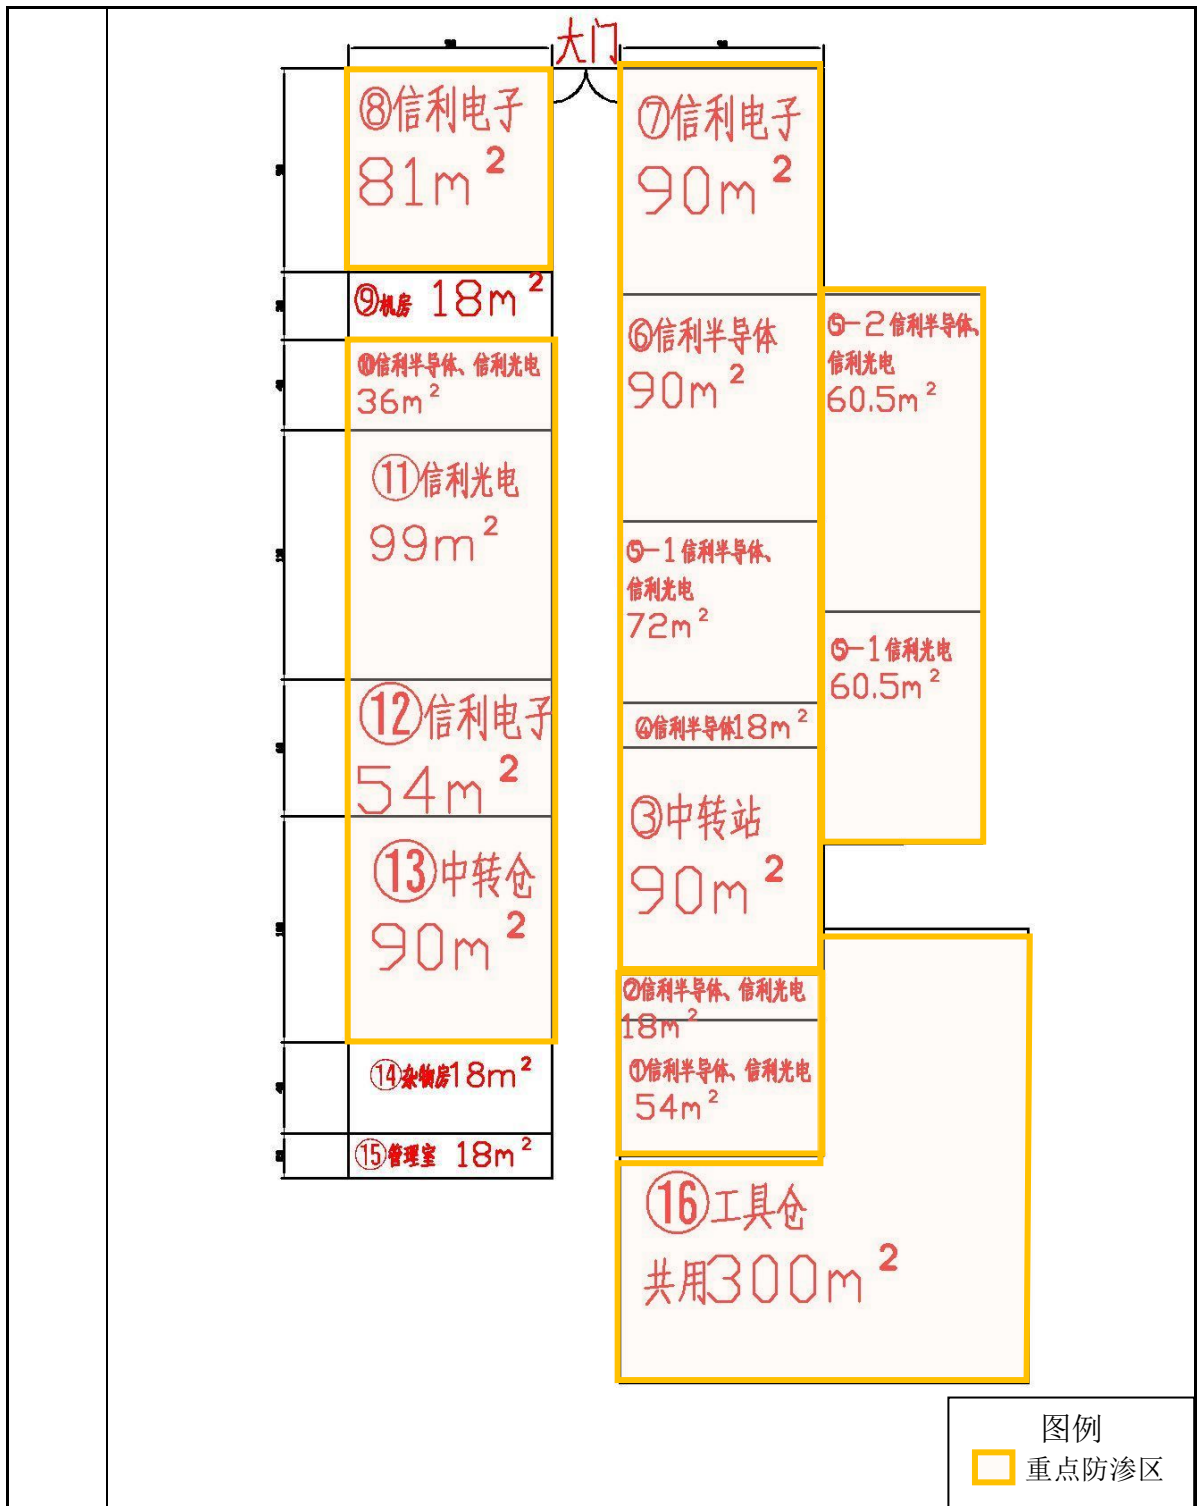 大门
⑧信利电子
81m²
⑨机房 18m²
⑩信利半导体、信利光电
36m²
⑪信利光电
99m²
⑫信利电子
54m²
⑬中转仓
90m²
⑭杂物房18m²
⑮管理室 18m²
⑦信利电子
90m²
⑥信利半导体
90m²
⑤-1信利半导体、
信利光电
72m²
④信利半导体18m²
③中转站
90m²
②信利半导体、信利光电
18m²
①信利半导体、信利光电
54m²
⑤-2信利半导体、
信利光电
60.5m²
⑤-1信利光电
60.5m²
⑯工具仓
共用300m²
图例
重点防渗区